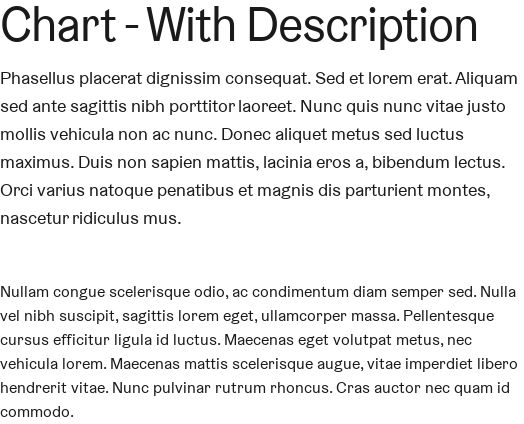 Chart - With Description
Phasellus placerat dignissim consequat. Sed et lorem erat. Aliquam
sed ante sagittis nibh porttitor laoreet. Nunc quis nunc vitae justo
mollis vehicula non ac nunc. Donec aliquet metus sed luctus
maximus. Duis non sapien mattis, lacinia eros a, bibendum lectus.
Orci varius natoque penatibus et magnis dis parturient montes,
nascetur ridiculus mus.
Nullam congue scelerisque odio, ac condimentum diam semper sed. Nulla
vel nibh suscipit, sagittis lorem eget, ullamcorper massa. Pellentesque
cursus efficitur ligula id luctus. Maecenas eget volutpat metus, nec
vehicula lorem. Maecenas mattis scelerisque augue, vitae imperdiet libero
hendrerit vitae. Nunc pulvinar rutrum rhoncus. Cras auctor nec quam id
commodo.